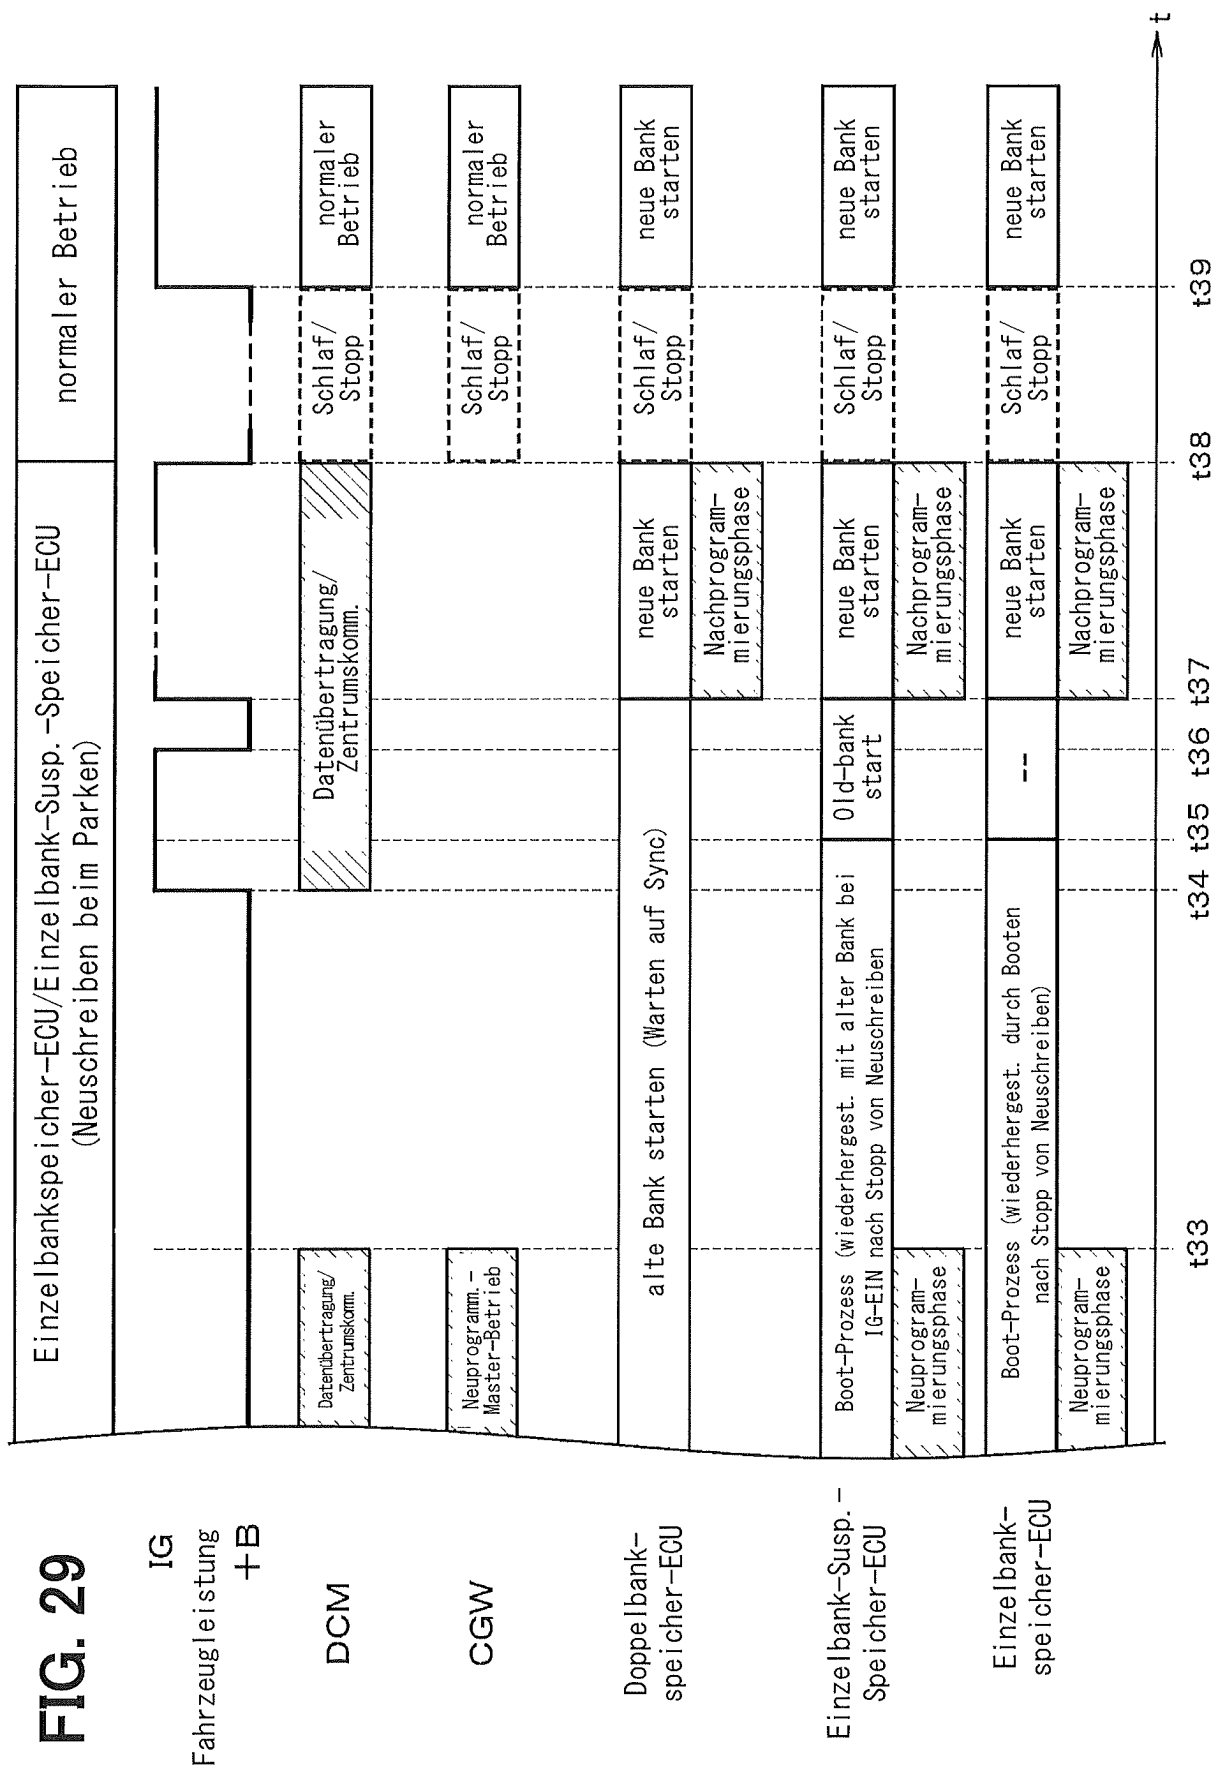 FIG. 29
Einzelbankspeicher-ECU/Einzelbank-Susp.-Speicher-ECU
(Neuschreiben beim Parken)
normaler Betrieb
IG
Fahrzeugleistung
+B
DCM
Datenübertragung/
Zentrumskomm.
Datenübertragung/
Zentrumskomm.
Schlaf/
Stopp
normaler
Betrieb
CGW
Neuprogramm.-
Master-Betrieb
Schlaf/
Stopp
normaler
Betrieb
Doppelbank-
speicher-ECU
alte Bank starten (Warten auf Sync)
neue Bank
starten
Nachprogram-
mierungsphase
Schlaf/
Stopp
neue Bank
starten
Einzelbank-Susp.-
Speicher-ECU
Boot-Prozess (wiederhergest. mit alter Bank bei
IG-EIN nach Stopp von Neuschreiben
Neuprogram-
mierungsphase
Old-bank
start
neue Bank
starten
Nachprogram-
mierungsphase
Schlaf/
Stopp
neue Bank
starten
Einzelbank-
speicher-ECU
Boot-Prozess (wiederhergest. durch Booten
nach Stopp von Neuschreiben)
Neuprogram-
mierungsphase
--
neue Bank
starten
Nachprogram-
mierungsphase
Schlaf/
Stopp
neue Bank
starten
t33
t34
t35
t36
t37
t38
t39
t